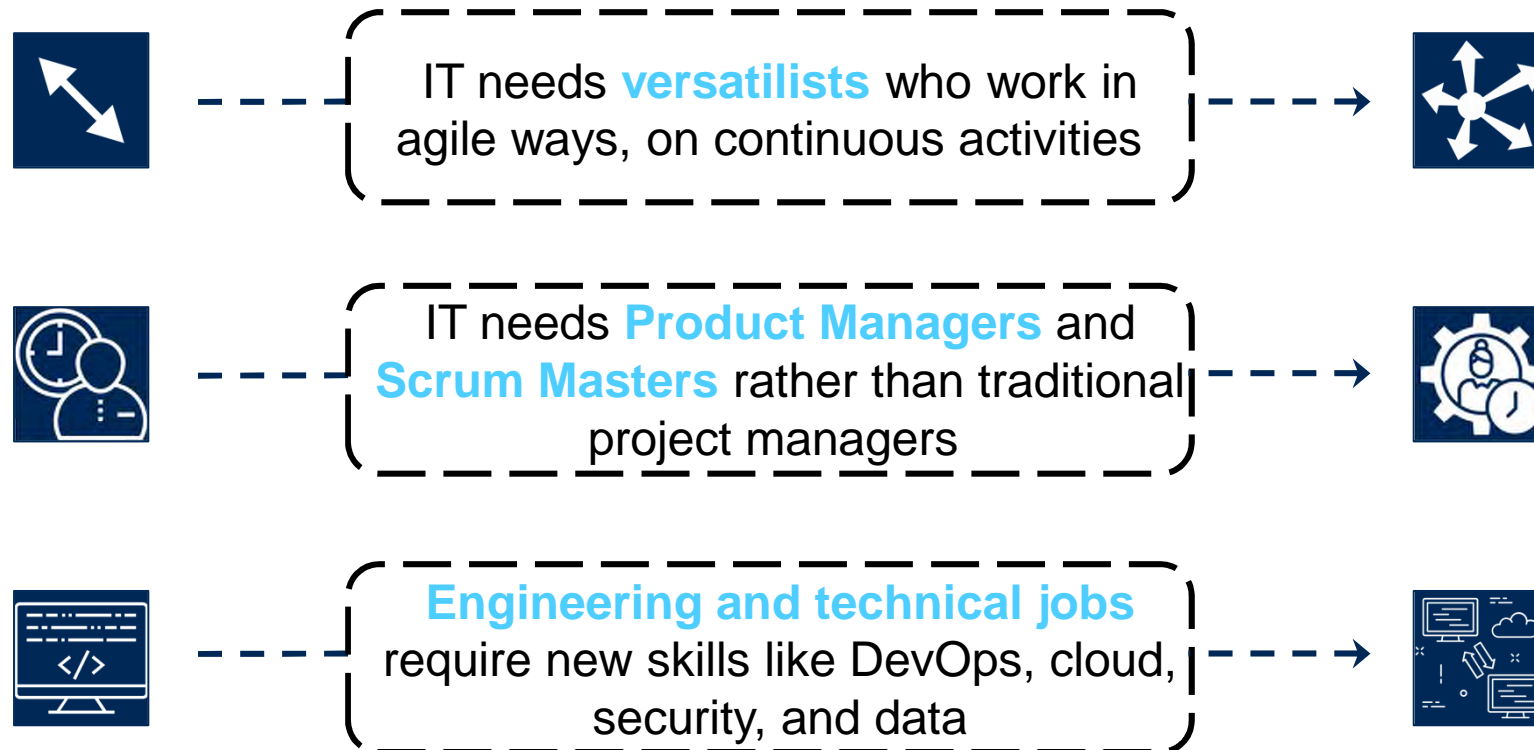 IT needs versatilists who work in
agile ways, on continuous activities
IT needs Product Managers and
Scrum Masters rather than traditional
project managers
</>
Engineering and technical jobs
require new skills like DevOps, cloud,
security, and data